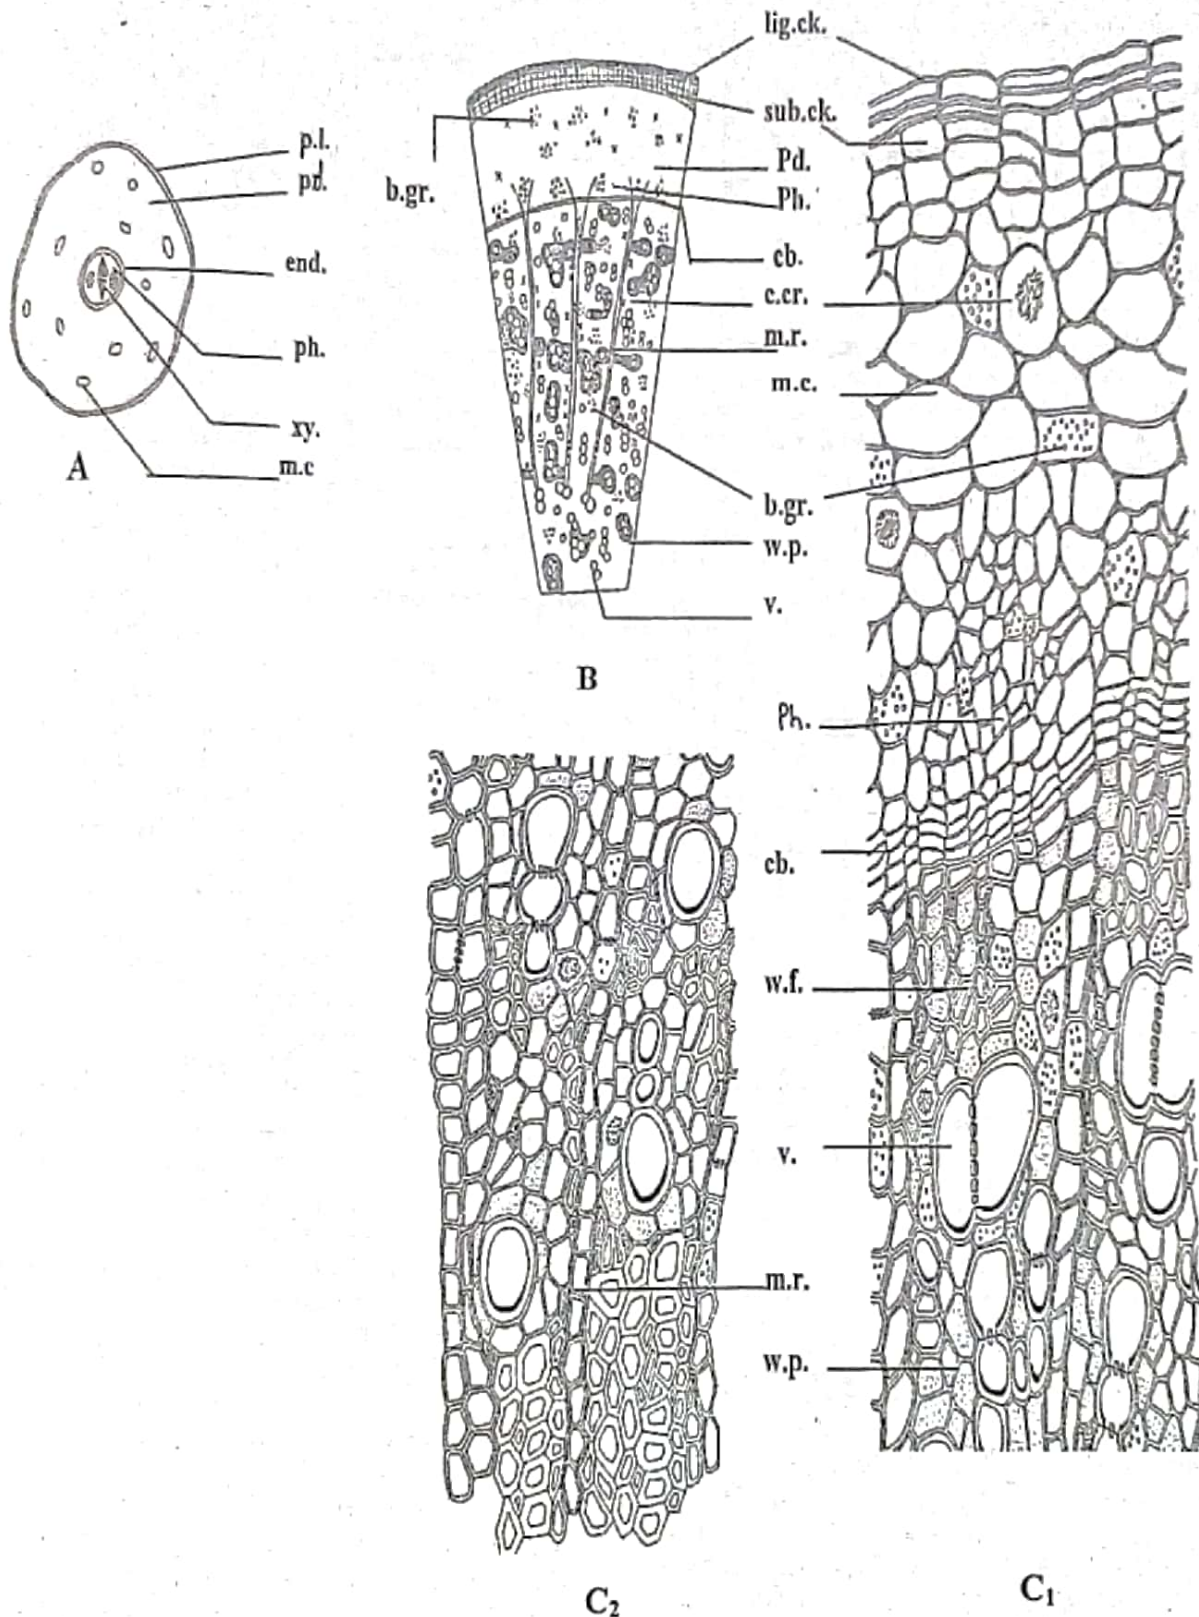 p.l.
pd.
end.
ph.
xy.
m.c
A
b.gr.
lig.ck.
sub.ck.
Pd.
Ph.
cb.
c.cr.
m.r.
m.c.
b.gr.
w.p.
v.
B
Ph.
cb.
w.f.
v.
m.r.
w.p.
C2
C1